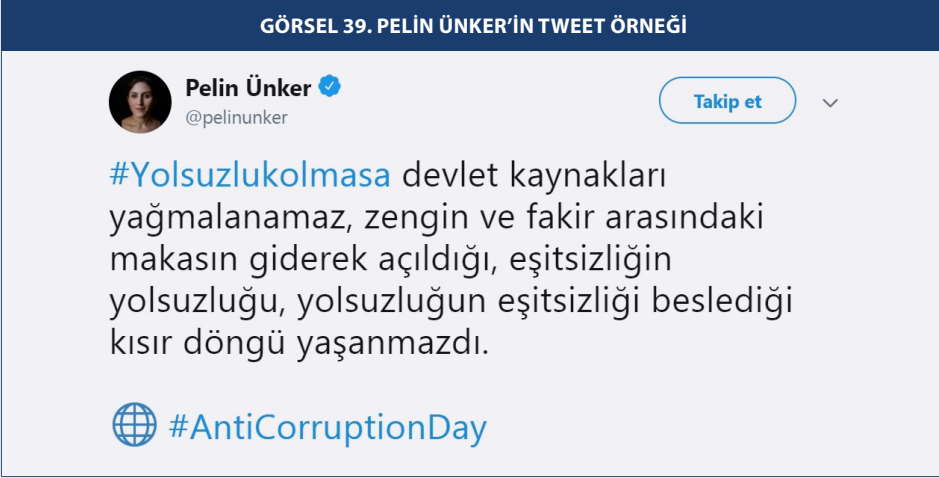 GÖRSEL 39. PELİN ÜNKER'İN TWEET ÖRNEĞİ
Pelin Ünker
@pelinunker
Takip et
#Yolsuzlukolmasa devlet kaynakları
yağmalanamaz, zengin ve fakir arasındaki
makasın giderek açıldığı, eşitsizliğin
yolsuzluğu, yolsuzluğun eşitsizliği beslediği
kısır döngü yaşanmazdı.
#AntiCorruptionDay